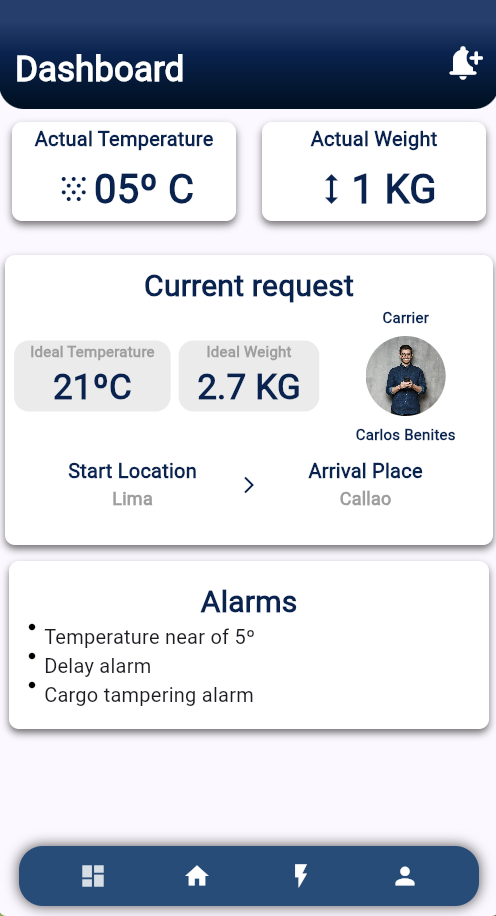 Dashboard
Actual Temperature
05º C
Actual Weight
1 KG
Current request
Ideal Temperature
21ºC
Ideal Weight
2.7 KG
Carrier
Carlos Benites
Start Location
Lima
Arrival Place
Callao
Alarms
Temperature near of 5º
Delay alarm
Cargo tampering alarm